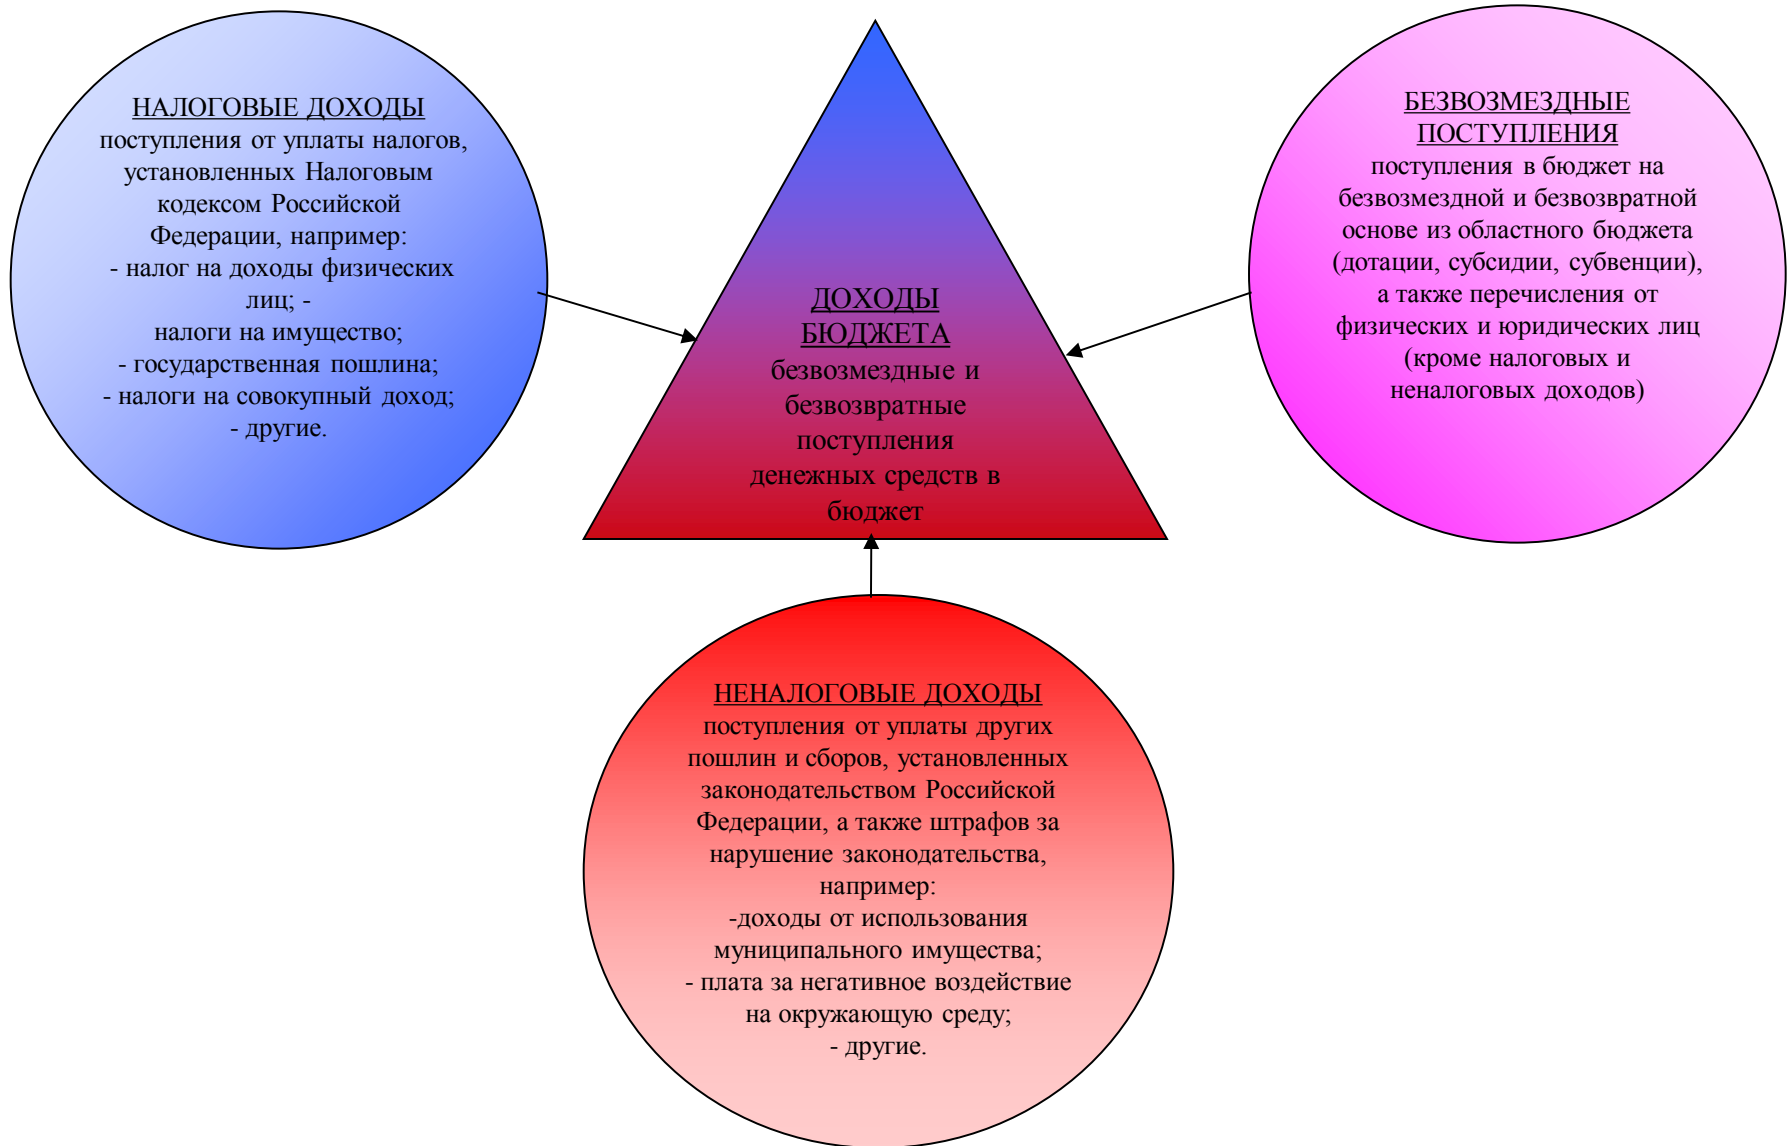 НАЛОГОВЫЕ ДОХОДЫ
поступления от уплаты налогов,
установленных Налоговым
кодексом Российской
Федерации, например:
- налог на доходы физических
лиц; -
налоги на имущество;
- государственная пошлина;
- налоги на совокупный доход;
- другие.
ДОХОДЫ
БЮДЖЕТА
безвозмездные и
безвозвратные
поступления
денежных средств в
бюджет
БЕЗВОЗМЕЗДНЫЕ
ПОСТУПЛЕНИЯ
поступления в бюджет на
безвозмездной и безвозвратной
основе из областного бюджета
(дотации, субсидии, субвенции),
а также перечисления от
физических и юридических лиц
(кроме налоговых и
неналоговых доходов)
НЕНАЛОГОВЫЕ ДОХОДЫ
поступления от уплаты других
пошлин и сборов, установленных
законодательством Российской
Федерации, а также штрафов за
нарушение законодательства,
например:
-доходы от использования
муниципального имущества;
- плата за негативное воздействие
на окружающую среду;
- другие.